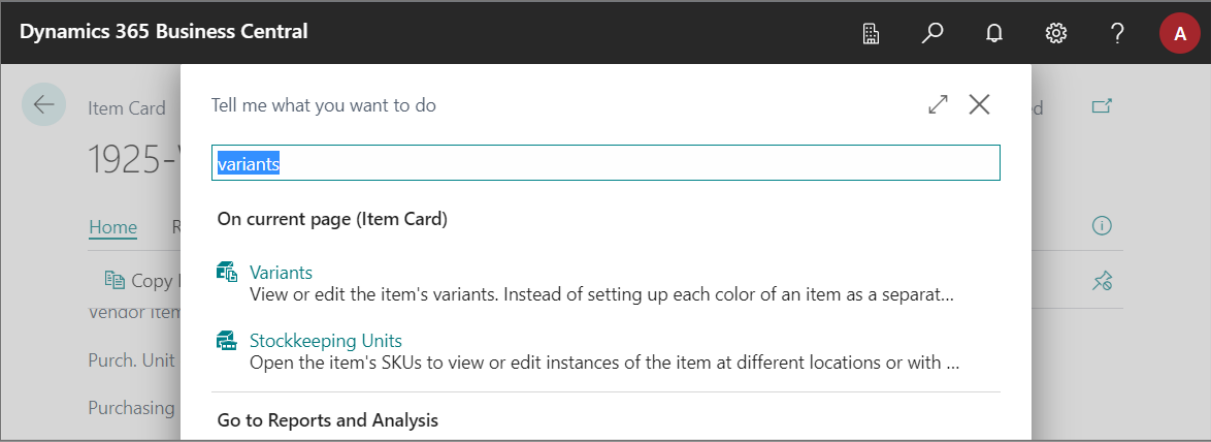 Dynamics 365 Business Central
A
Tell me what you want to do
Item Card
variants
1925-
On current page (Item Card)
Home
Variants
View or edit the item's variants. Instead of setting up each color of an item as a separat...
Copy
Vendor Item
Stockkeeping Units
Open the item's SKUs to view or edit instances of the item at different locations or with ...
Purch. Unit
Purchasing
Go to Reports and Analysis